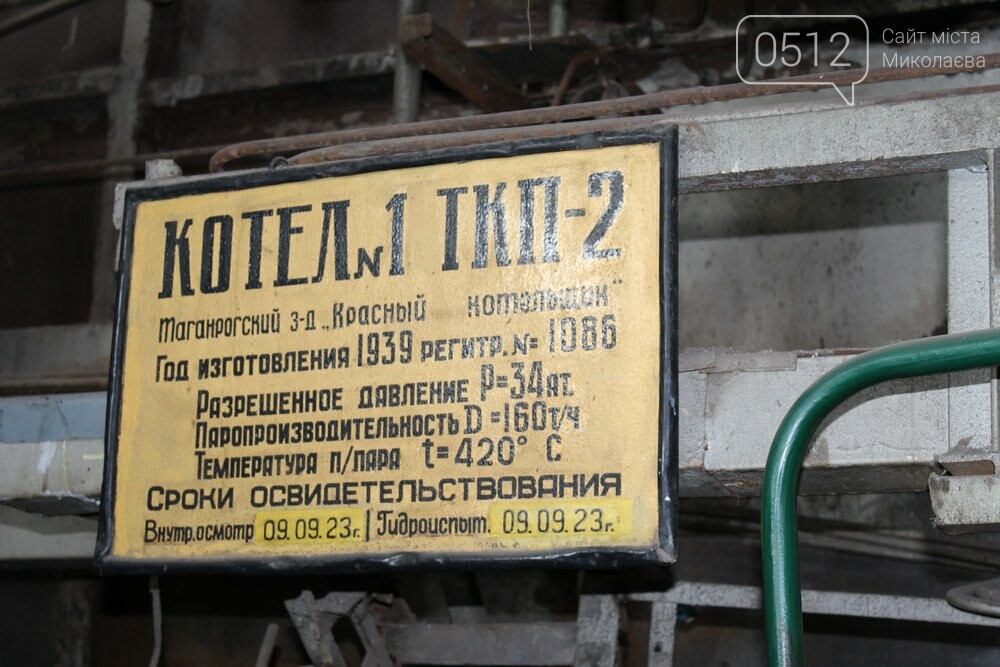 0512
Сайт міста
Миколаєва
КОТЕЛ N1 ТКП-2
Таганрогский з-д „Красный котельщик"
Год изготовления 1939 регитр. №= 1086
Разрешенное давление P=34ат.
Паропроизводительность D=160т/ч
Температура п/пара t=420° C
Сроки освидетельствования
Внутр.осмотр 09.09.23г. | Гидроиспыт. 09.09.23г.